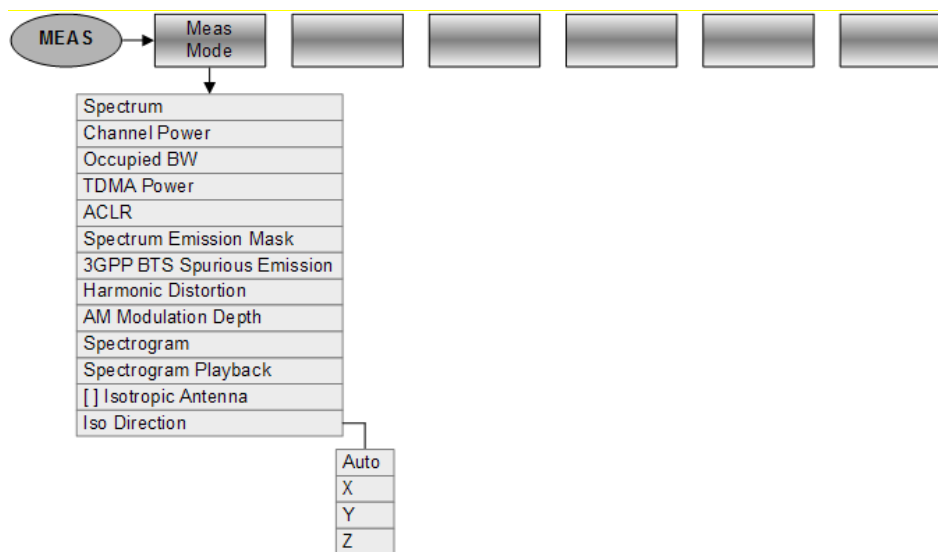 MEAS
Meas
Mode
Spectrum
Channel Power
Occupied BW
TDMA Power
ACLR
Spectrum Emission Mask
3GPP BTS Spurious Emission
Harmonic Distortion
AM Modulation Depth
Spectrogram
Spectrogram Playback
[ ] Isotropic Antenna
Iso Direction
Auto
X
Y
Z